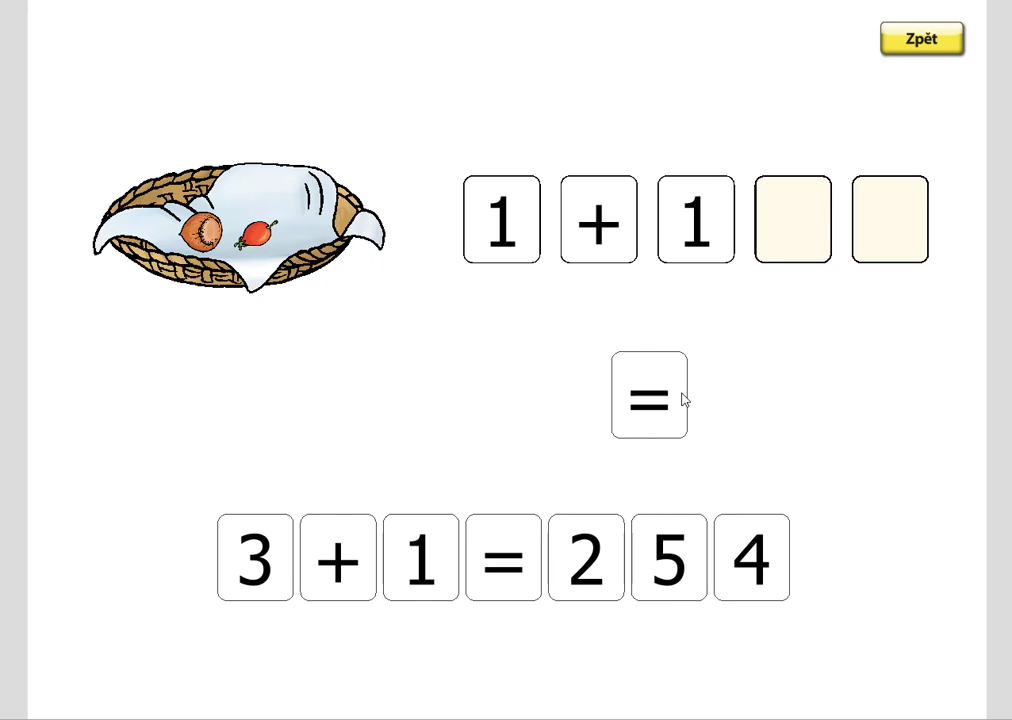 Zpět
1 + 1
=
3 + 1 = 2 5 4